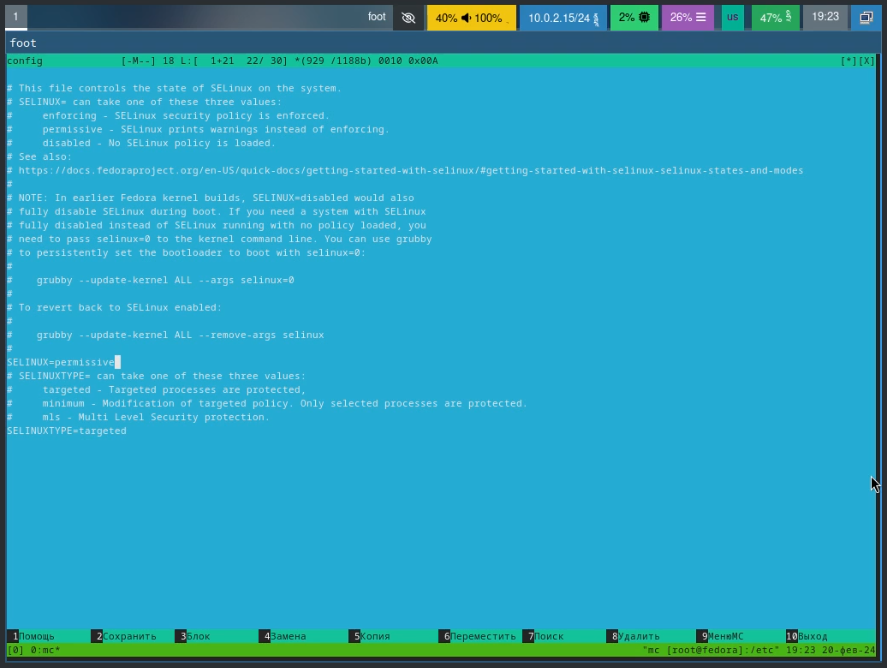 1 foot 40% 100% 10.0.2.15/24 2% 26% US 47% 19:23
foot
config [-M--] 18 L:[ 1+21 22/ 30] *(929 /1188b) 0010 0x00A [*][X]
# This file controls the state of SELinux on the system.
# SELINUX= can take one of these three values:
#     enforcing - SELinux security policy is enforced.
#     permissive - SELinux prints warnings instead of enforcing.
#     disabled - No SELinux policy is loaded.
# See also:
# https://docs.fedoraproject.org/en-US/quick-docs/getting-started-with-selinux/#getting-started-with-selinux-selinux-states-and-modes
#
# NOTE: In earlier Fedora kernel builds, SELINUX=disabled would also
# fully disable SELinux during boot. If you need a system with SELinux
# fully disabled instead of SELinux running with no policy loaded, you
# need to pass selinux=0 to the kernel command line. You can use grubby
# to persistently set the bootloader to boot with selinux=0:
#
#    grubby --update-kernel ALL --args selinux=0
#
# To revert back to SELinux enabled:
#
#    grubby --update-kernel ALL --remove-args selinux
#
SELINUX=permissive
# SELINUXTYPE= can take one of these three values:
#     targeted - Targeted processes are protected,
#     minimum - Modification of targeted policy. Only selected processes are protected.
#     mls - Multi Level Security protection.
SELINUXTYPE=targeted
1Помощь 2Сохранить 3Блок 4Замена 5Копия 6Переместить 7Поиск 8Удалить 9МенюMC 10Выход
[0] 0:mc* "mc [root@fedora]:/etc" 19:23 20-фев-24